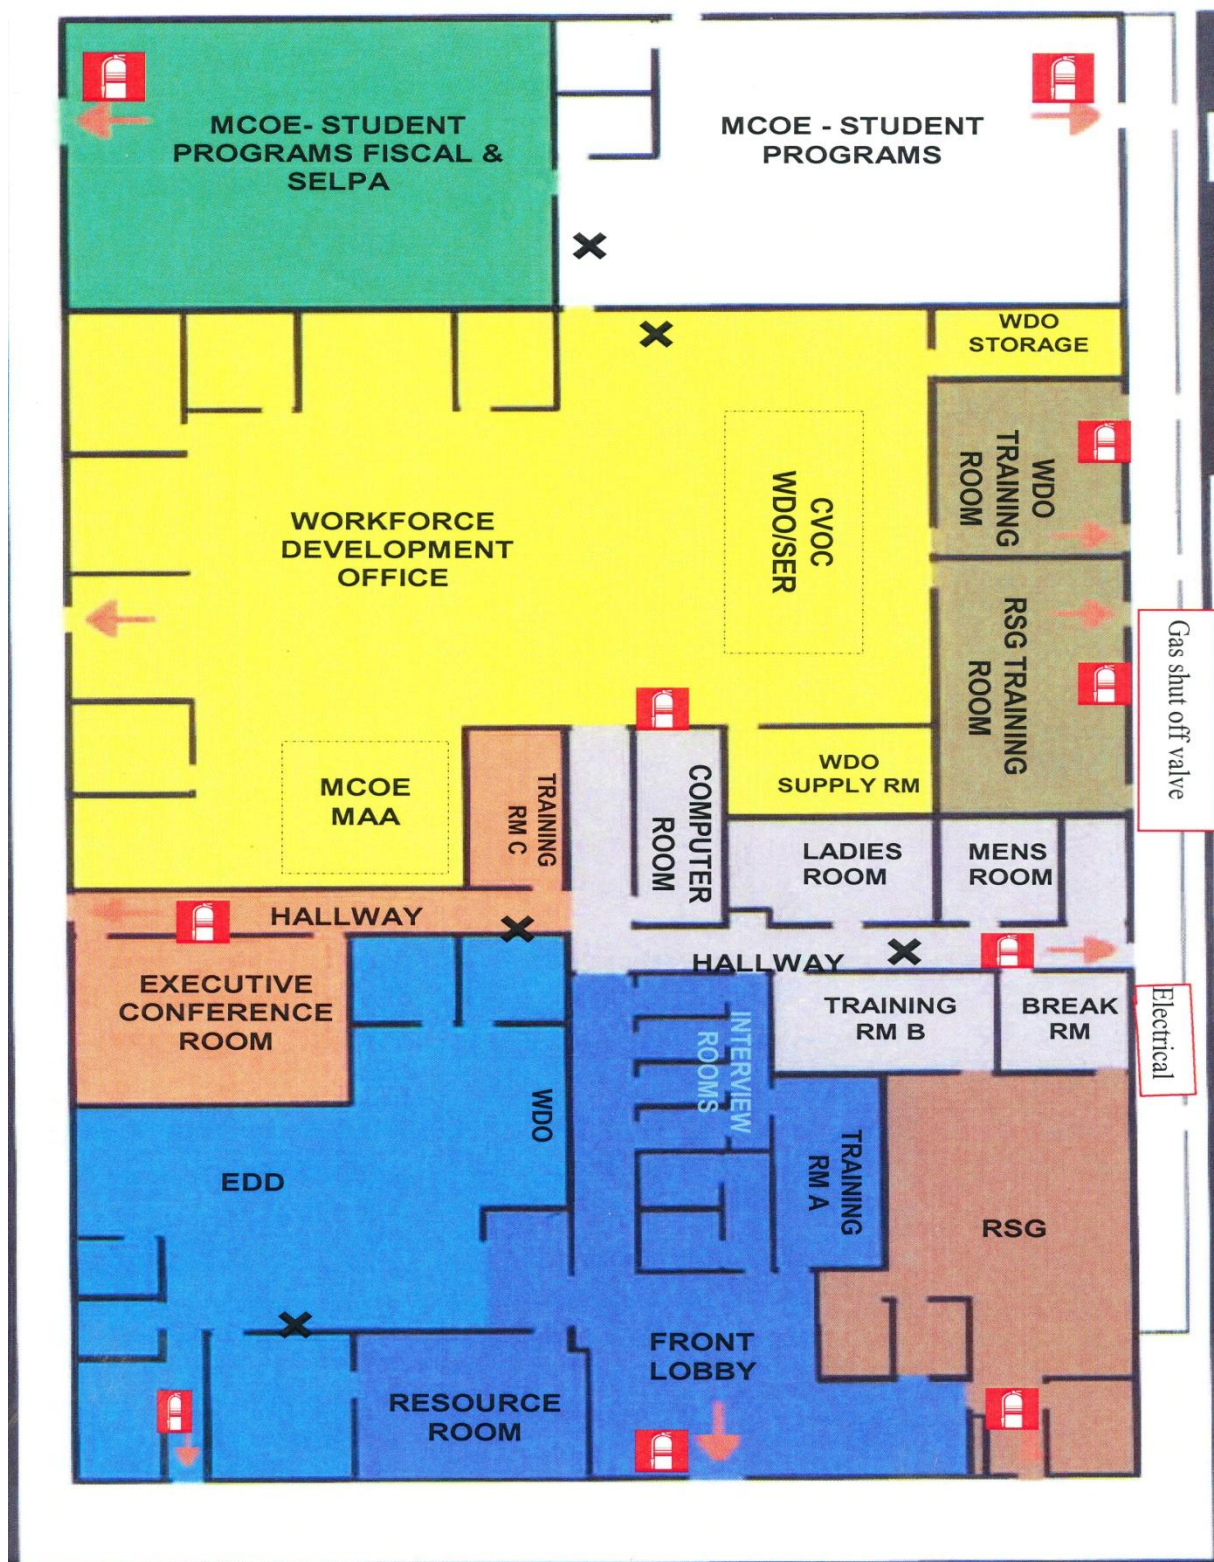 MCOE- STUDENT
PROGRAMS FISCAL &
SELPA
MCOE - STUDENT
PROGRAMS
WDO
STORAGE
WDO
TRAINING
ROOM
WORKFORCE
DEVELOPMENT
OFFICE
CVOC
WDO/SER
RSG TRAINING
ROOM
Gas shut off valve
MCOE
MAA
TRAINING
RM C
COMPUTER
ROOM
WDO
SUPPLY RM
LADIES
ROOM
MENS
ROOM
HALLWAY
HALLWAY
EXECUTIVE
CONFERENCE
ROOM
INTERVIEW
ROOMS
TRAINING
RM B
BREAK
RM
Electrical
WDO
EDD
TRAINING
RM A
RSG
FRONT
LOBBY
RESOURCE
ROOM